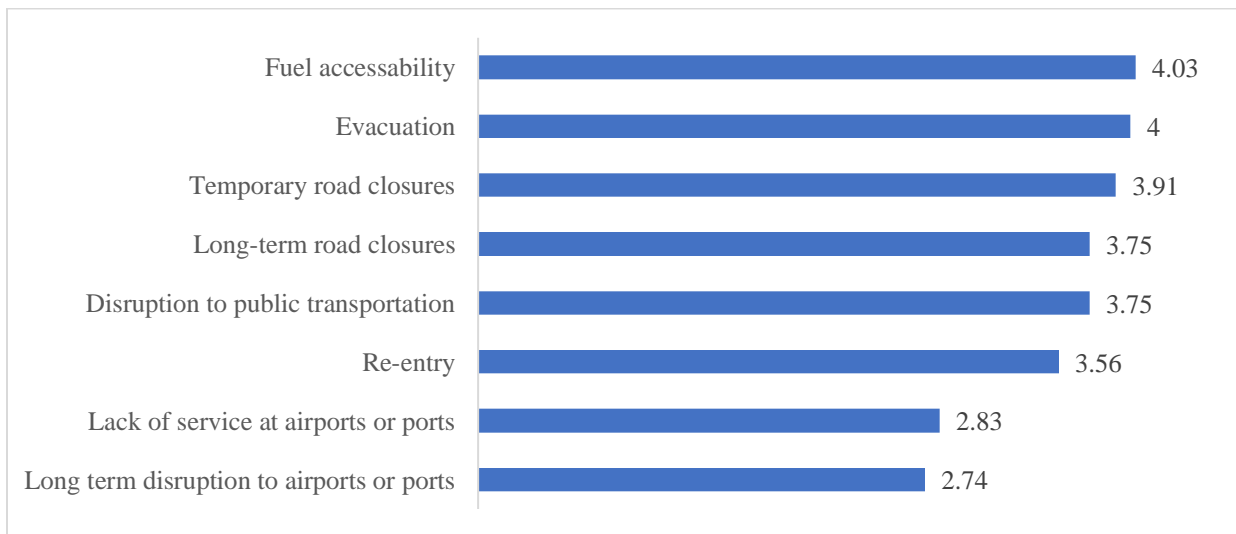 Fuel accessability 4.03
Evacuation 4
Temporary road closures 3.91
Long-term road closures 3.75
Disruption to public transportation 3.75
Re-entry 3.56
Lack of service at airports or ports 2.83
Long term disruption to airports or ports 2.74